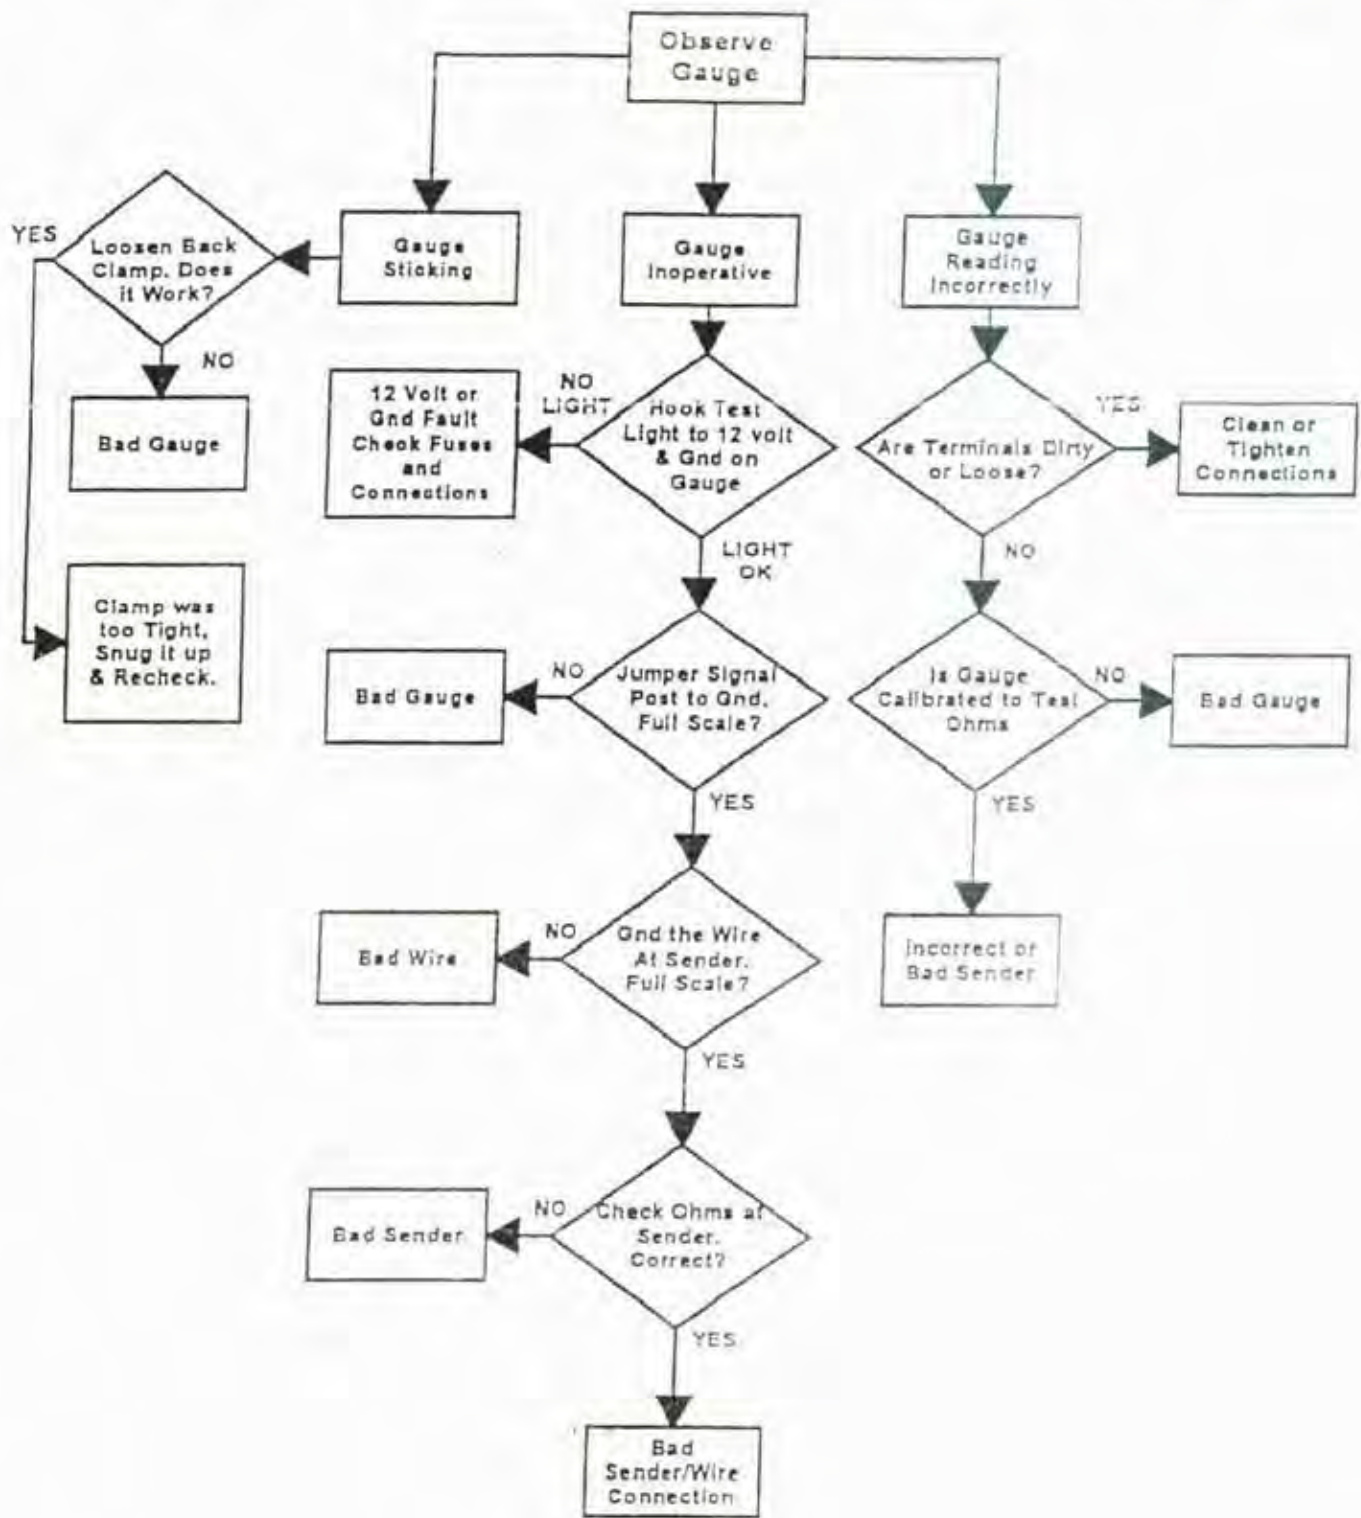 Observe
Gauge
YES
Loosen Back
Clamp. Does
it Work?
Gauge
Sticking
Gauge
Inoperative
Gauge
Reading
Incorrectly
NO
Bad Gauge
12 Volt or
Gnd Fault
Check Fuses
and
Connections
NO
LIGHT
Hook Test
Light to 12 volt
& Gnd on
Gauge
Are Terminals Dirty
or Loose?
YES
Clean or
Tighten
Connections
LIGHT
OK
NO
Clamp was
too Tight,
Snug it up
& Recheck.
Bad Gauge
NO
Jumper Signal
Post to Gnd.
Full Scale?
Is Gauge
Calibrated to Test
Ohms
NO
Bad Gauge
YES
YES
Bad Wire
NO
Gnd the Wire
At Sender.
Full Scale?
Incorrect or
Bad Sender
YES
Bad Sender
NO
Check Ohms at
Sender.
Correct?
YES
Bad
Sender/Wire
Connection